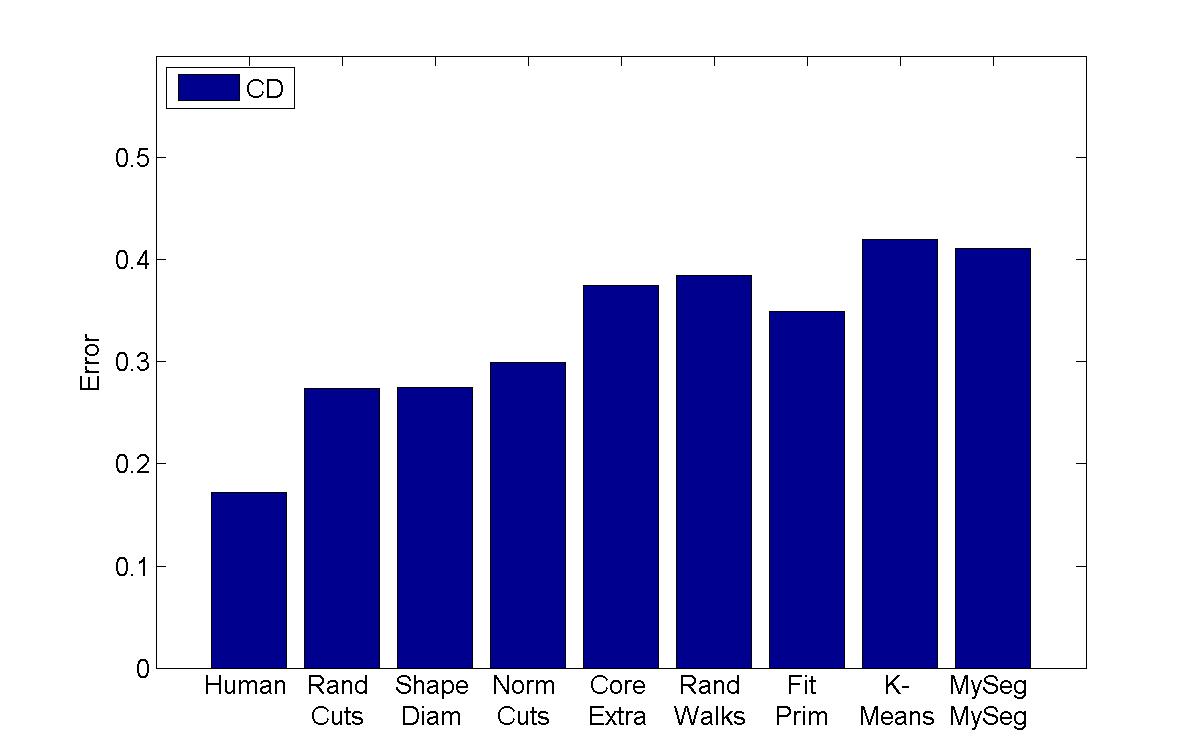 CD
0.5
0.4
0.3
0.2
0.1
0
Error
Human Rand Shape Norm Core Rand Fit K- MySeg
Cuts Diam Cuts Extra Walks Prim Means MySeg